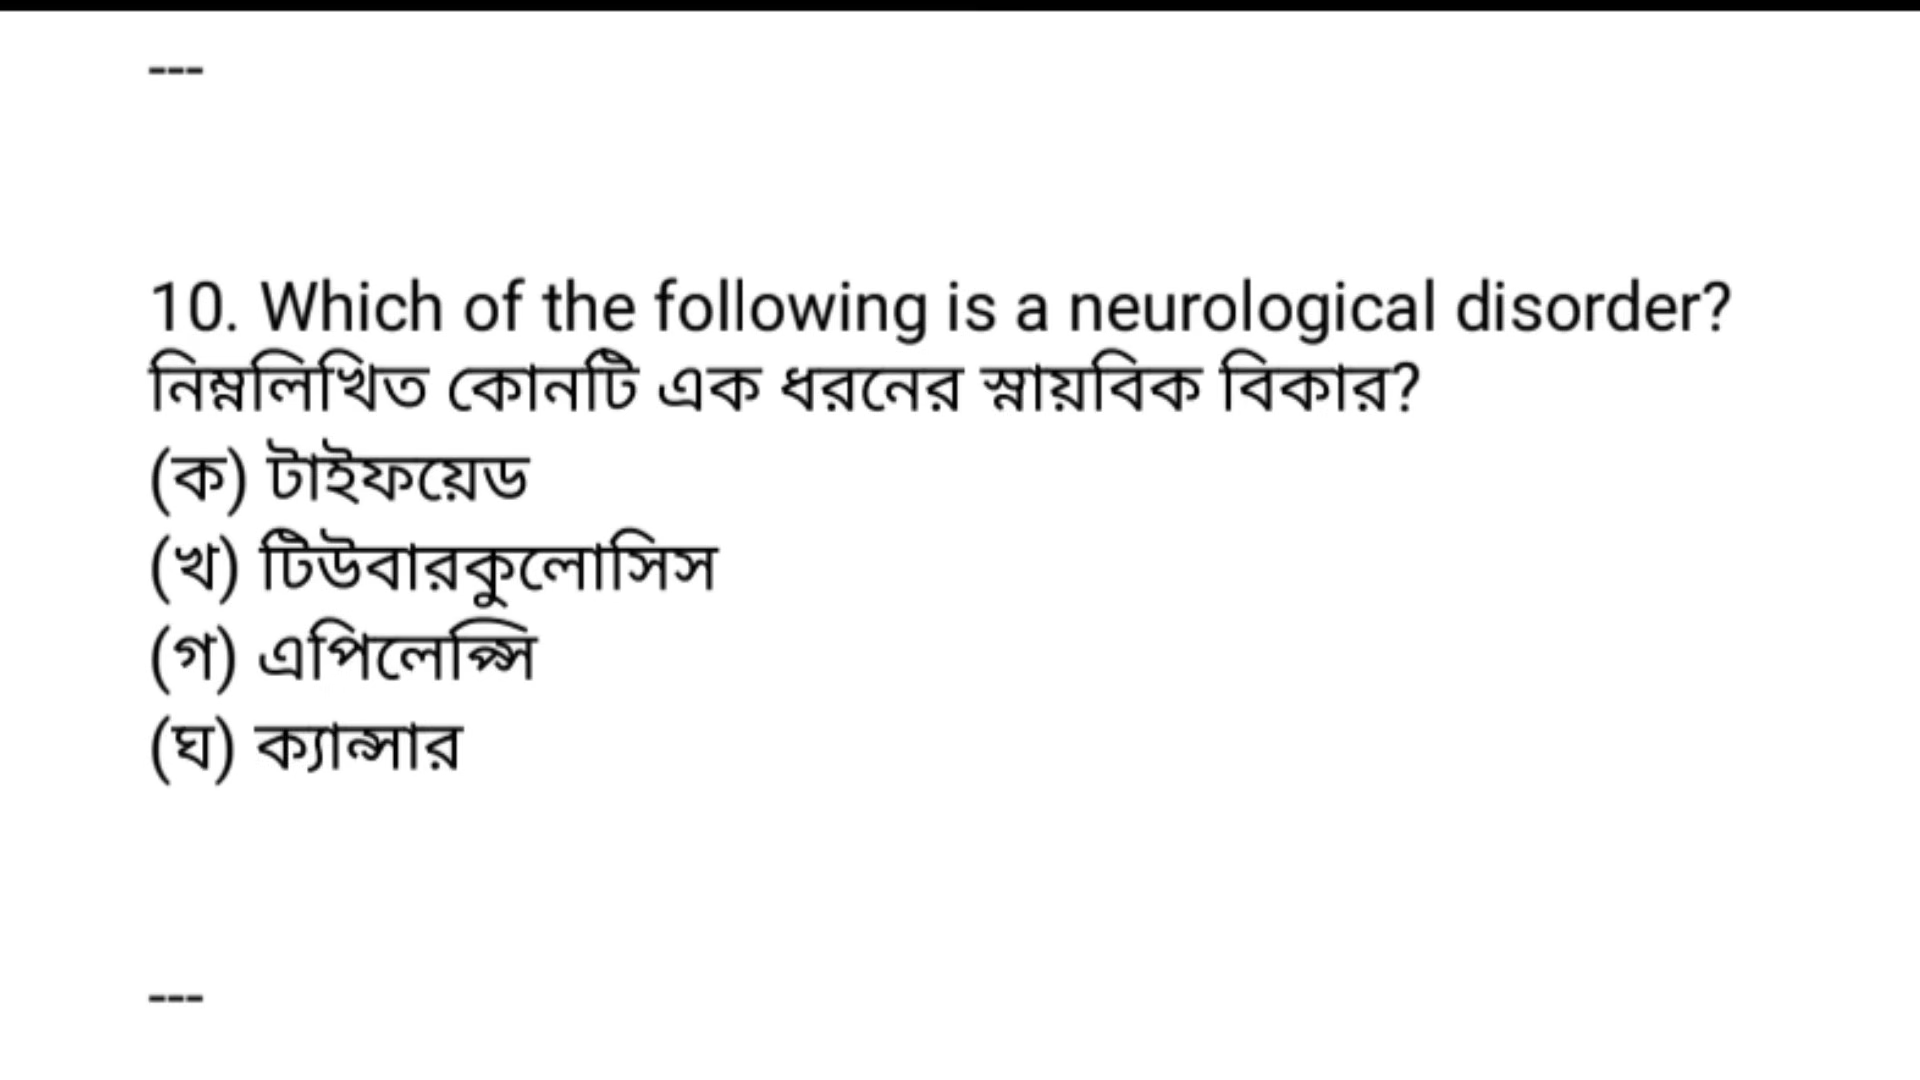 ---
10. Which of the following is a neurological disorder?
নিম্নলিখিত কোনটি এক ধরনের স্নায়বিক বিকার?
(ক) টাইফয়েড
(খ) টিউবারকুলোসিস
(গ) এপিলেপ্সি
(ঘ) ক্যান্সার
---